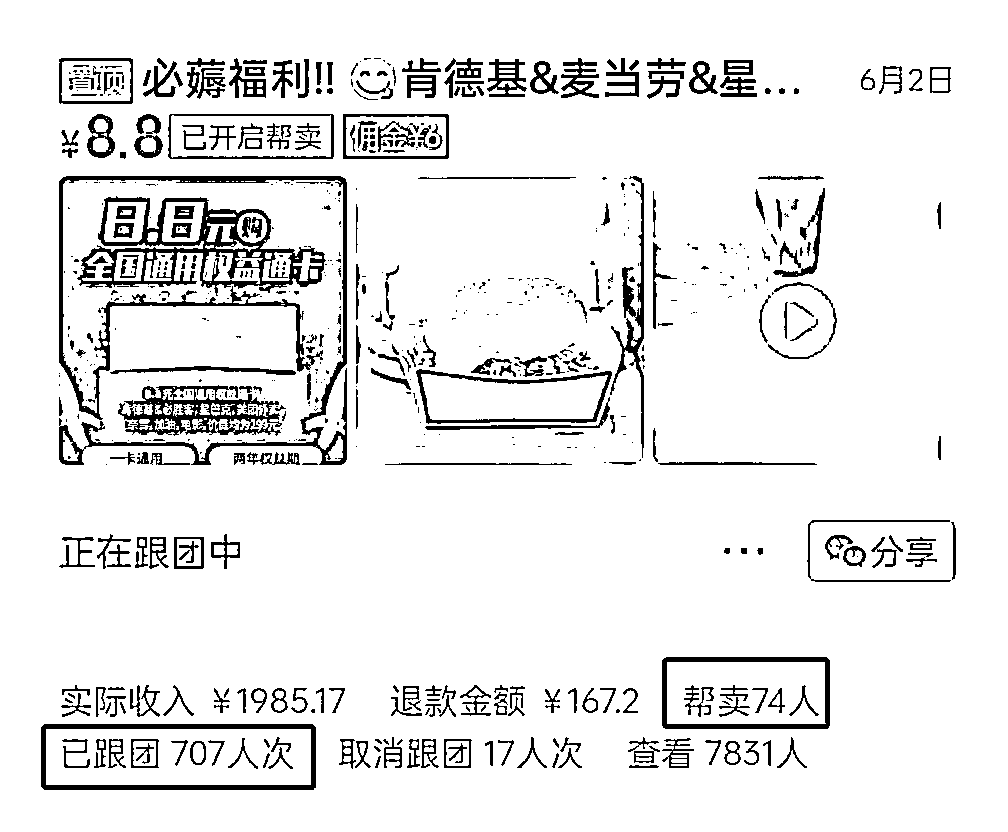 置顶 必薅福利!! 肯德基&麦当劳&星... 6月2日
¥8.8 已开启帮卖 佣金¥6
8.8元购
全国通用权益通卡
一卡通用 两年权益期
正在跟团中 ... 分享
实际收入 ¥1985.17 退款金额 ¥167.2 帮卖74人
已跟团 707人次 取消跟团 17人次 查看 7831人